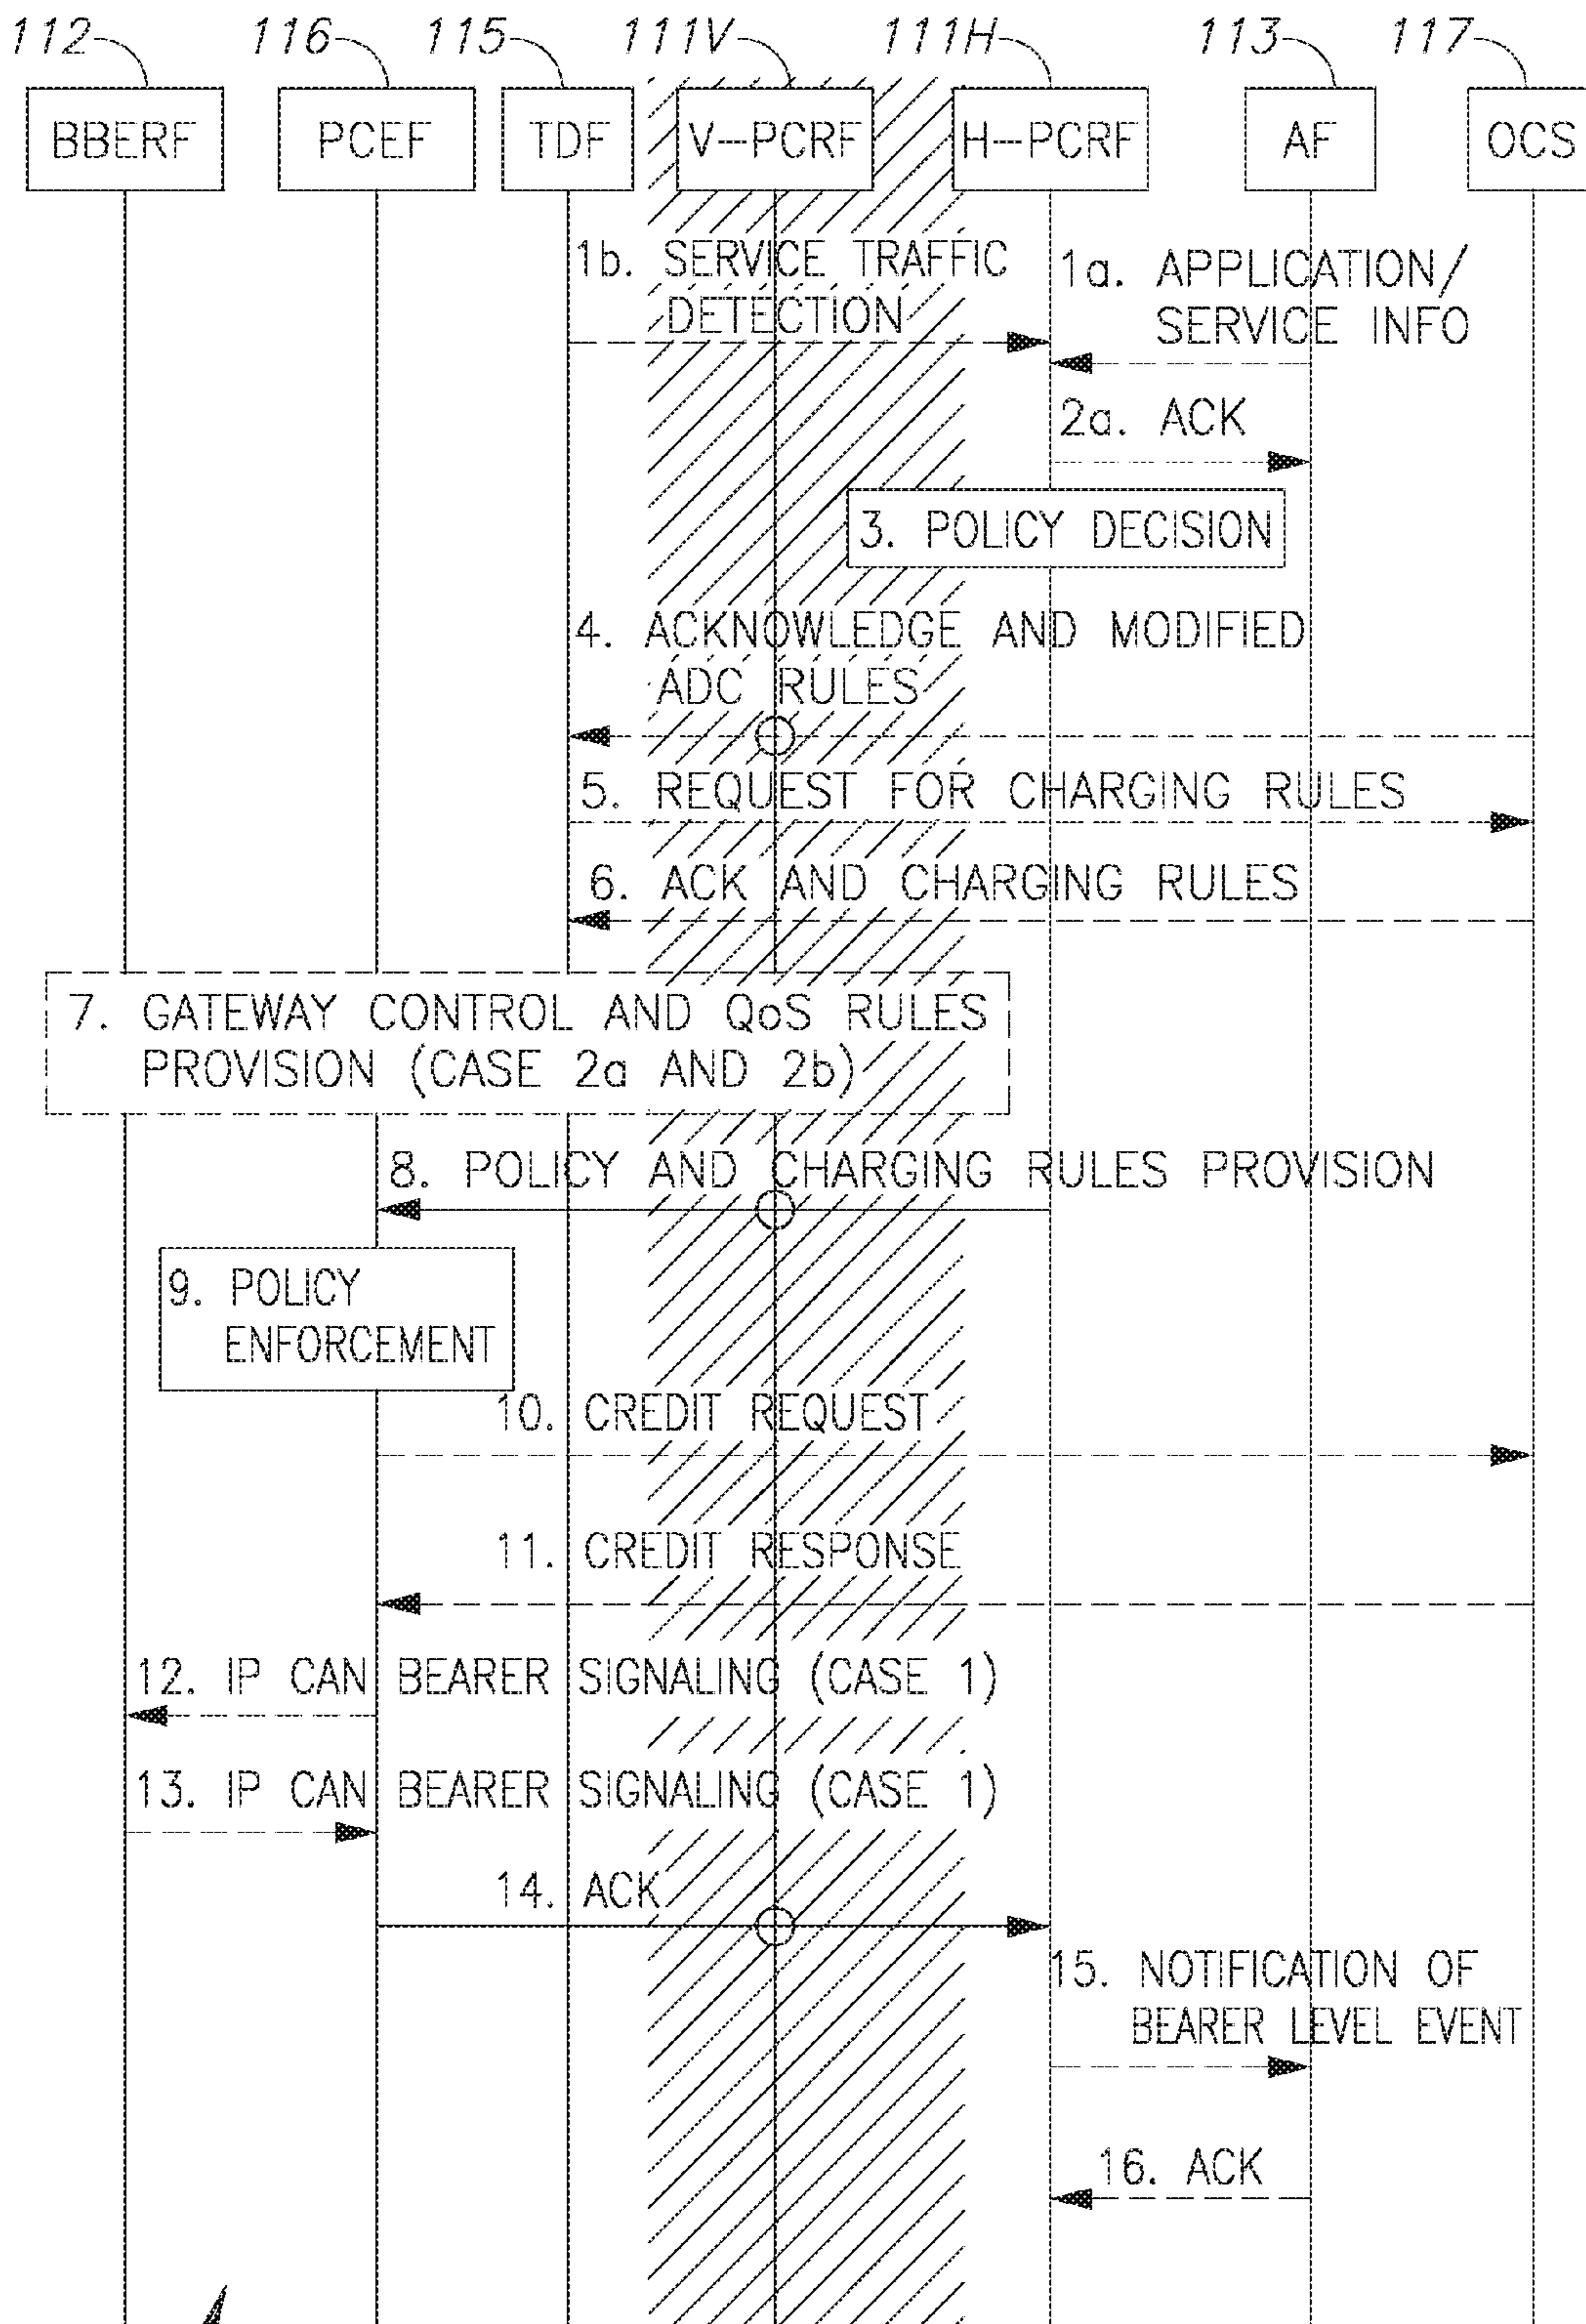 112 116 115 111V 111H 113 117
BBERF PCEF TDF V-PCRF H-PCRF AF OCS
1b. SERVICE TRAFFIC
DETECTION
1a. APPLICATION/
SERVICE INFO
2a. ACK
3. POLICY DECISION
4. ACKNOWLEDGE AND MODIFIED
ADC RULES
5. REQUEST FOR CHARGING RULES
6. ACK AND CHARGING RULES
7. GATEWAY CONTROL AND QoS RULES
PROVISION (CASE 2a AND 2b)
8. POLICY AND CHARGING RULES PROVISION
9. POLICY
ENFORCEMENT
10. CREDIT REQUEST
11. CREDIT RESPONSE
12. IP CAN BEARER SIGNALING (CASE 1)
13. IP CAN BEARER SIGNALING (CASE 1)
14. ACK
15. NOTIFICATION OF
BEARER LEVEL EVENT
16. ACK